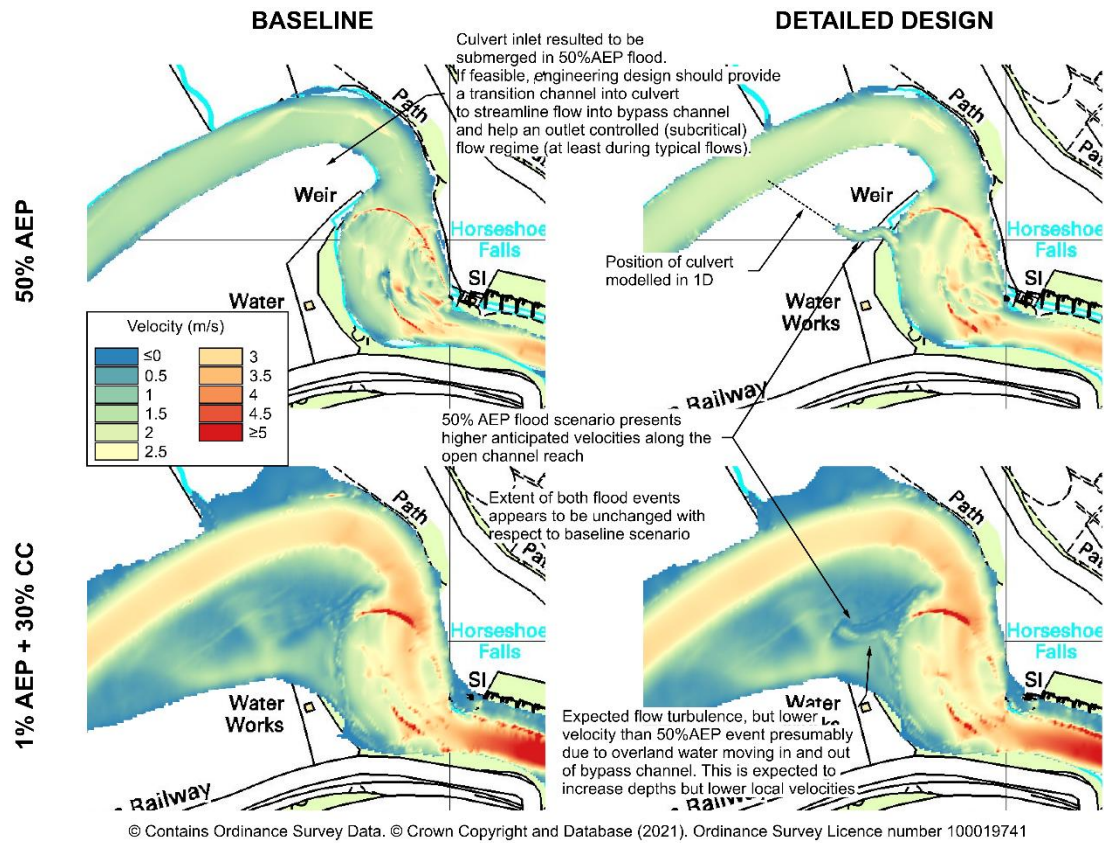 BASELINE
DETAILED DESIGN
50% AEP
Culvert inlet resulted to be
submerged in 50%AEP flood.
If feasible, engineering design should provide
a transition channel into culvert
to streamline flow into bypass channel
and help an outlet controlled (subcritical)
flow regime (at least during typical flows).
Path
Weir
Horseshoe
Falls
SI
Water
Path
Pat
Weir
Horseshoe
Falls
SI
Position of culvert
modelled in 1D
Water
Works
Railway
Velocity (m/s)
≤0
0.5
1
1.5
2
2.5
3
3.5
4
4.5
≥5
50% AEP flood scenario presents
higher anticipated velocities along the
open channel reach
Extent of both flood events
appears to be unchanged with
respect to baseline scenario
1% AEP + 30% CC
Path
Horseshoe
Falls
SI
Water
Works
Railway
Path
Pat
Horseshoe
Falls
SI
Water
Expected flow turbulence, but lower
velocity than 50%AEP event presumably
due to overland water moving in and out
of bypass channel. This is expected to
increase depths but lower local velocities.
Railway
© Contains Ordinance Survey Data. © Crown Copyright and Database (2021). Ordinance Survey Licence number 100019741